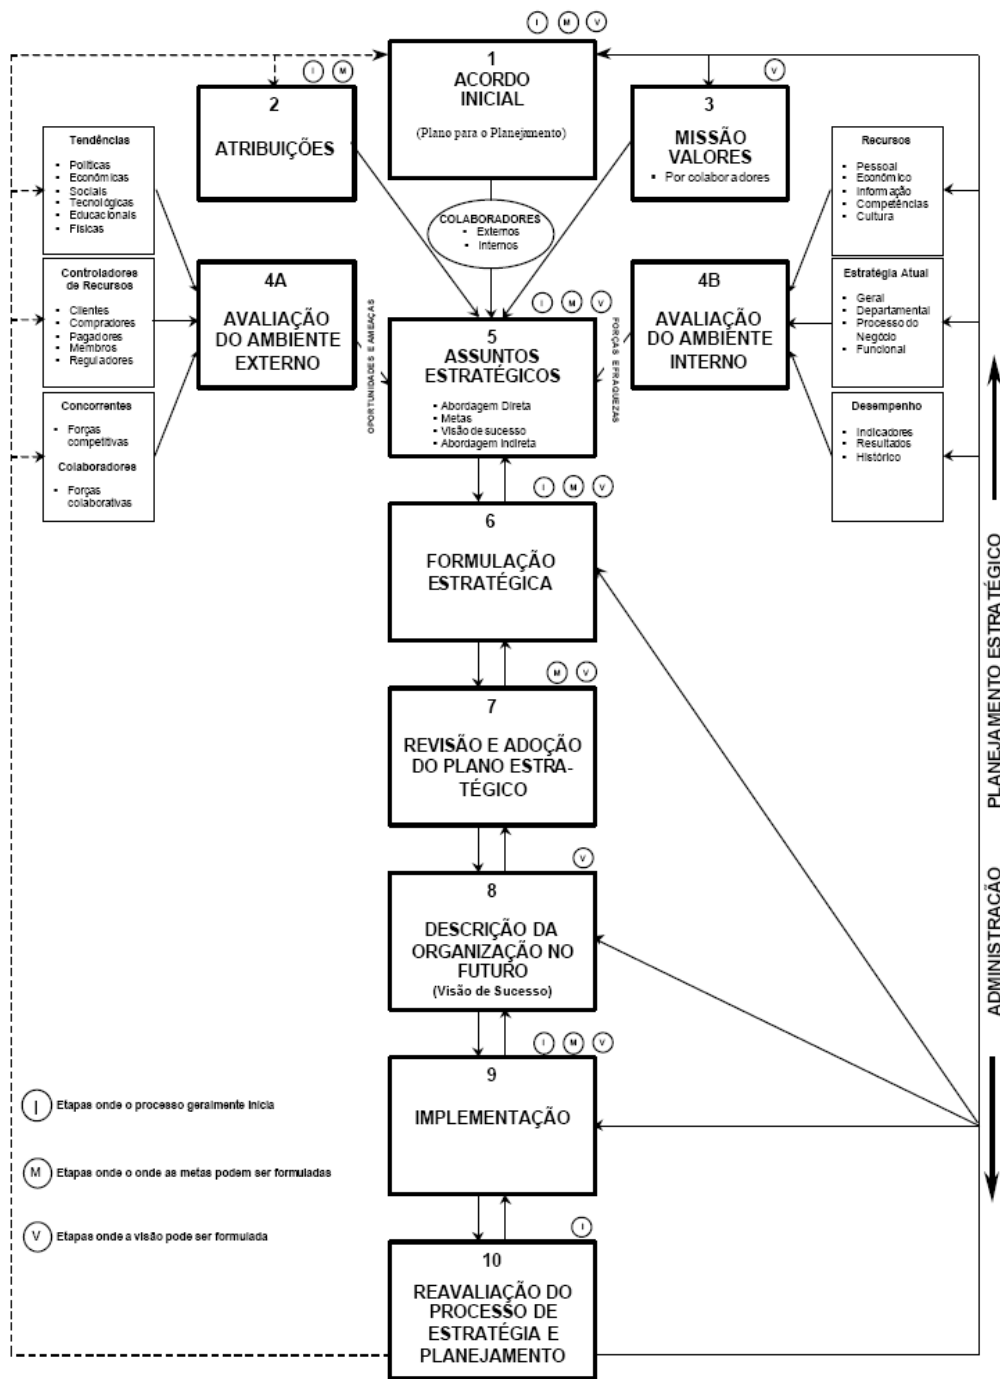 I M V
1
ACORDO
INICIAL
(Plano para o Planejamento)
I M
2
ATRIBUIÇÕES
V
3
MISSÃO
VALORES
▪ Por colaboradores
COLABORADORES
▪ Externos
▪ Internos
Tendências
▪ Políticas
▪ Econômicas
▪ Sociais
▪ Tecnológicas
▪ Educacionais
▪ Físicas
Controladores
de Recursos
▪ Clientes
▪ Compradores
▪ Pagadores
▪ Membros
▪ Reguladores
Concorrentes
▪ Forças
competitivas
Colaboradores
▪ Forças
colaborativas
4A
AVALIAÇÃO
DO AMBIENTE
EXTERNO
OPORTUNIDADES E AMEAÇAS
I M V
5
ASSUNTOS
ESTRATÉGICOS
▪ Abordagem Direta
▪ Metas
▪ Visão de sucesso
▪ Abordagem Indireta
FORÇAS E FRAQUEZAS
4B
AVALIAÇÃO
DO AMBIENTE
INTERNO
Recursos
▪ Pessoal
▪ Econômico
▪ Informação
▪ Competências
▪ Cultura
Estratégia Atual
▪ Geral
▪ Departamental
▪ Processo do
Negócio
▪ Funcional
Desempenho
▪ Indicadores
▪ Resultados
▪ Histórico
I M V
6
FORMULAÇÃO
ESTRATÉGICA
M V
7
REVISÃO E ADOÇÃO
DO PLANO ESTRA-
TÉGICO
V
8
DESCRIÇÃO DA
ORGANIZAÇÃO NO
FUTURO
(Visão de Sucesso)
I M V
9
IMPLEMENTAÇÃO
I
10
REAVALIAÇÃO DO
PROCESSO DE
ESTRATÉGIA E
PLANEJAMENTO
PLANEJAMENTO ESTRATÉGICO
ADMINISTRAÇÃO
I Etapas onde o processo geralmente inicia
M Etapas onde o onde as metas podem ser formuladas
V Etapas onde a visão pode ser formulada